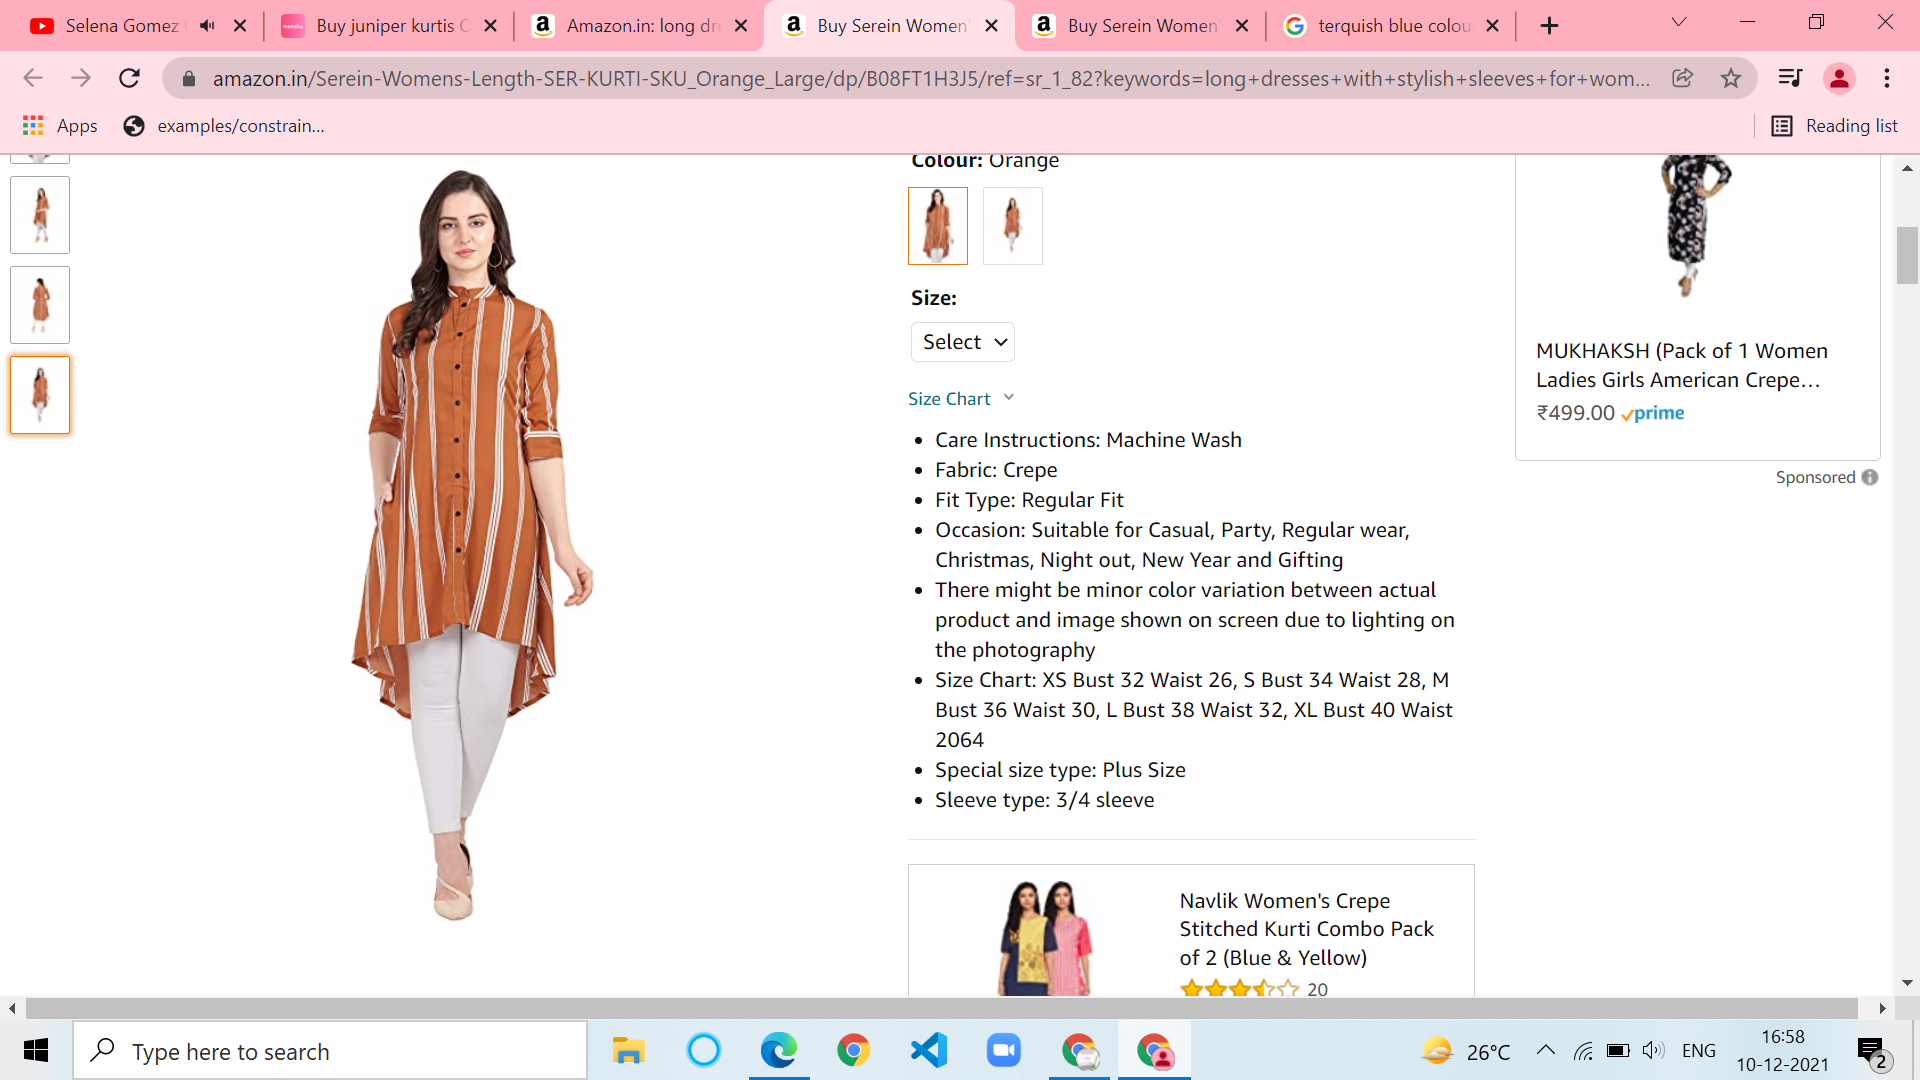 Selena Gomez
Buy juniper kurtis O
Amazon.in: long dre
Buy Serein Women'
Buy Serein Women'
terquish blue colou
amazon.in/Serein-Womens-Length-SER-KURTI-SKU_Orange_Large/dp/B08FT1H3J5/ref=sr_1_82?keywords=long+dresses+with+stylish+sleeves+for+wom...
Apps
examples/constrain...
Reading list
Colour: Orange
Size:
Select
Size Chart
• Care Instructions: Machine Wash
• Fabric: Crepe
• Fit Type: Regular Fit
• Occasion: Suitable for Casual, Party, Regular wear,
Christmas, Night out, New Year and Gifting
• There might be minor color variation between actual
product and image shown on screen due to lighting on
the photography
• Size Chart: XS Bust 32 Waist 26, S Bust 34 Waist 28, M
Bust 36 Waist 30, L Bust 38 Waist 32, XL Bust 40 Waist
2064
• Special size type: Plus Size
• Sleeve type: 3/4 sleeve
Navlik Women's Crepe
Stitched Kurti Combo Pack
of 2 (Blue & Yellow)
20
MUKHAKSH (Pack of 1 Women
Ladies Girls American Crepe...
₹499.00 prime
Sponsored
Type here to search
26°C
ENG
16:58
10-12-2021
2